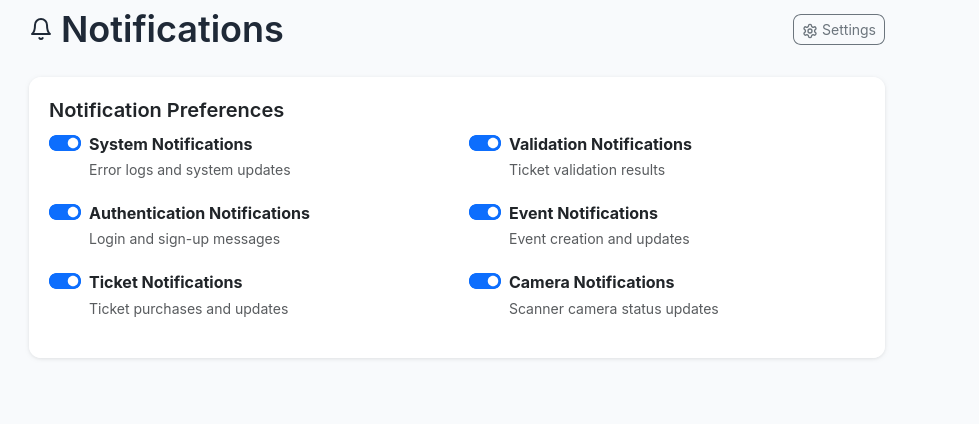 Notifications
Settings
Notification Preferences
System Notifications
Error logs and system updates
Validation Notifications
Ticket validation results
Authentication Notifications
Login and sign-up messages
Event Notifications
Event creation and updates
Ticket Notifications
Ticket purchases and updates
Camera Notifications
Scanner camera status updates